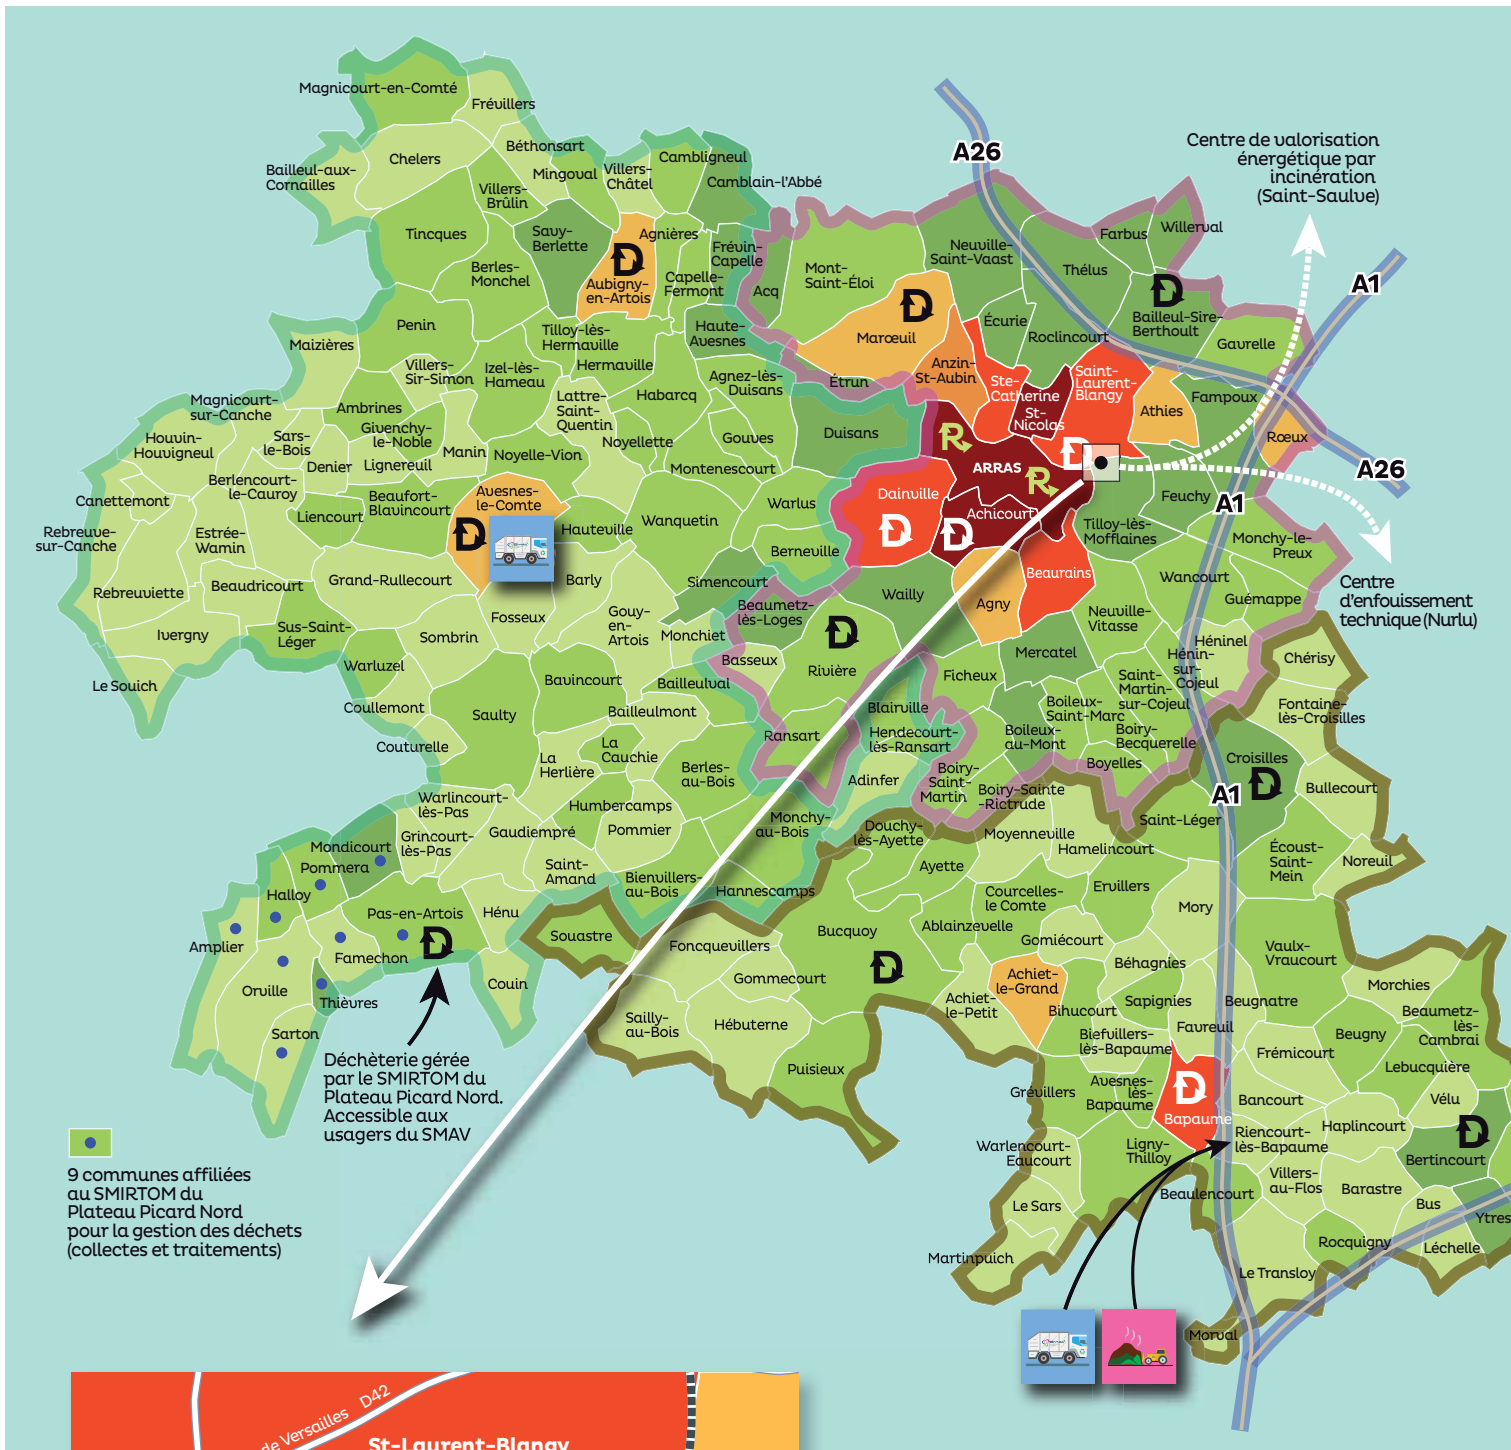 Magnicourt-en-Comté
Frévillers
Bailleul-aux-
Cornailles
Chelers
Béthonsart
Mingoval
Villers-
Châtel
Cambligneul
Camblain-l'Abbé
Villers-
Brûlin
Tincques
Savy-
Berlette
Agnières
Frévin-
Capelle
Berles-
Monchel
D
Aubigny-
en-Artois
Capelle-
Fermont
Acq
Mont-
Saint-Éloi
A26
Neuville-
Saint-Vaast
Farbus
Willerval
Thélus
Centre de valorisation
énergétique par
incinération
(Saint-Saulve)
A1
D
Bailleul-Sire-
Berthoult
Gavrelle
Penin
Maizières
Tilloy-lès-
Hermaville
Haute-
Avesnes
D
Marœuil
Écurie
Roclincourt
Villers-
Sir-Simon
Izel-lès-
Hameau
Hermaville
Agnez-lès-
Duisans
Étrun
Anzin-
St-Aubin
Ste-
Catherine
St-
Nicolas
Saint-
Laurent-
Blangy
Athies
Fampoux
Rœux
A26
Magnicourt-
sur-Canche
Ambrines
Lattre-
Saint-
Quentin
Habarcq
Houvin-
Houvigneul
Sars-
le-Bois
Givenchy-
le-Noble
Manin
Noyelle-Vion
Noyellette
Gouves
Duisans
Denier
Lignereuil
Montenescourt
R
ARRAS
R
D
Berlencourt-
le-Cauroy
Canettemont
Liencourt
Beaufort-
Blavincourt
Avesnes-
le-Comte
D
Hauteville
Wanquetin
Warlus
Dainville
D
Achicourt
D
Feuchy
A1
Rebreuve-
sur-Canche
Estrée-
Wamin
Berneville
Tilloy-lès-
Mofflaines
Monchy-le-
Preux
Rebreuviette
Beaudricourt
Grand-Rullecourt
Barly
Simencourt
Wailly
Agny
Beaurains
Wancourt
Guémappe
Centre
d'enfouissement
technique (Nurlu)
Ivergny
Sus-Saint-
Léger
Sombrin
Fosseux
Gouy-
en-
Artois
Monchiet
Beaumetz-
lès-Loges
D
Rivière
Neuville-
Vitasse
Héninel
Hénin-
sur-
Cojeul
Chérisy
Le Souich
Warluzel
Bavincourt
Bailleulval
Basseux
Ficheux
Mercatel
Saint-
Martin-
sur-Cojeul
Coullemont
Saulty
Bailleulmont
Blairville
Boileux-
Saint-Marc
Fontaine-
lès-Croisilles
Couturelle
La
Cauchie
Ransart
Hendecourt-
lès-Ransart
Boileux-
au-Mont
Boiry-
Becquerelle
Croisilles
D
La
Herlière
Berles-
au-Bois
Adinfer
Boiry-
Saint-
Martin
Boiry-Sainte
-Rictrude
Boyelles
A1
Bullecourt
Warlincourt-
lès-Pas
Humbercamps
Grincourt-
lès-Pas
Gaudiempré
Pommier
Monchy-
au-Bois
Douchy-
lès-Ayette
Moyenneville
Hamelincourt
Saint-Léger
Mondicourt
Pommera
Saint-
Amand
Bienvillers-
au-Bois
Hannescamps
Ayette
Écoust-
Saint-
Mein
Noreuil
Halloy
Pas-en-Artois
D
Hénu
Souastre
Courcelles-
le Comte
Ervillers
Mory
Amplier
Famechon
Foncquevillers
Bucquoy
D
Ablainzevelle
Gomiécourt
Vaulx-
Vraucourt
Orville
Thièvres
Couin
Gommecourt
Achiet-
le-Petit
Achiet-
le-Grand
Béhagnies
Morchies
Sapignies
Beugnatre
Sarton
Sailly-
au-Bois
Hébuterne
Bihucourt
Favreuil
Beugny
Beaumetz-
lès-
Cambrai
Biefvillers-
lès-Bapaume
Frémicourt
Lebucquière
Déchèterie gérée
par le SMIRTOM du
Plateau Picard Nord.
Accessible aux
usagers du SMAV
Puisieux
Grévillers
Avesnes-
lès-
Bapaume
D
Bapaume
Bancourt
Vélu
9 communes affiliées
au SMIRTOM du
Plateau Picard Nord
pour la gestion des déchets
(collectes et traitements)
Warlencourt-
Eaucourt
Ligny-
Thilloy
Riencourt-
lès-Bapaume
Haplincourt
D
Bertincourt
Villers-
au-Flos
Barastre
Le Sars
Beaulencourt
Bus
Ytres
Martinpuich
Rocquigny
Léchelle
Le Transloy
Morval
de Versailles D42
St-Laurent-Blangy